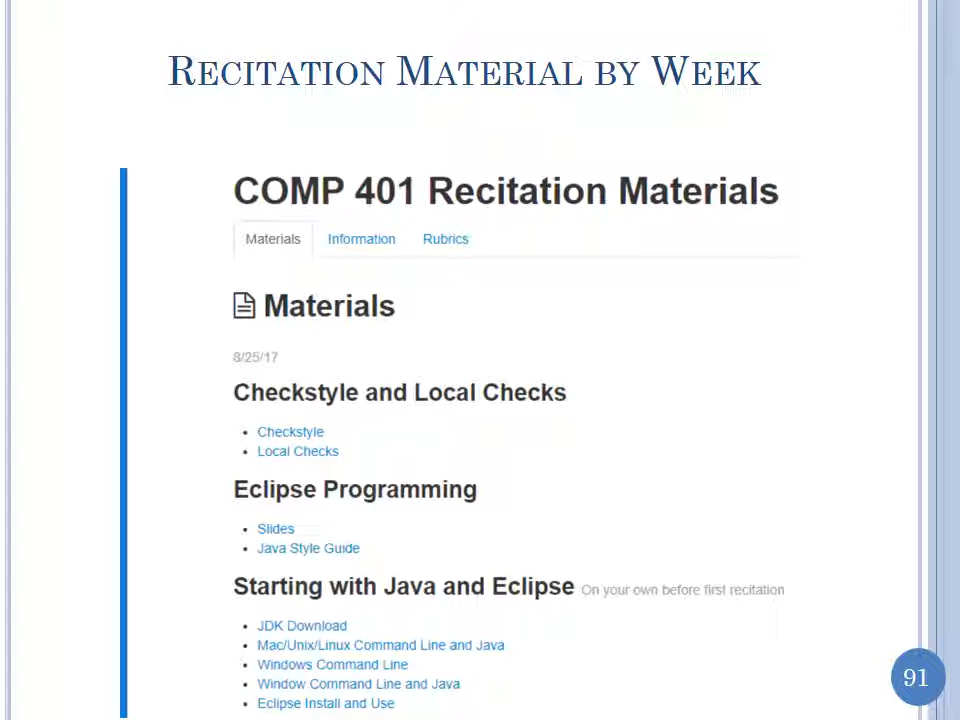 Recitation Material by Week
COMP 401 Recitation Materials
Materials Information Rubrics
Materials
8/25/17
Checkstyle and Local Checks
• Checkstyle
• Local Checks
Eclipse Programming
• Slides
• Java Style Guide
Starting with Java and Eclipse On your own before first recitation
• JDK Download
• Mac/Unix/Linux Command Line and Java
• Windows Command Line
• Window Command Line and Java
• Eclipse Install and Use
91